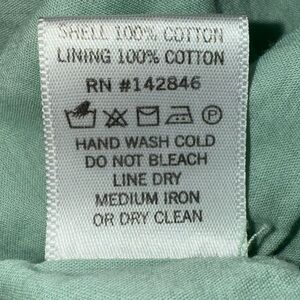 SHELL 100% COTTON
LINING 100% COTTON
RN #142846
P
HAND WASH COLD
DO NOT BLEACH
LINE DRY
MEDIUM IRON
OR DRY CLEAN